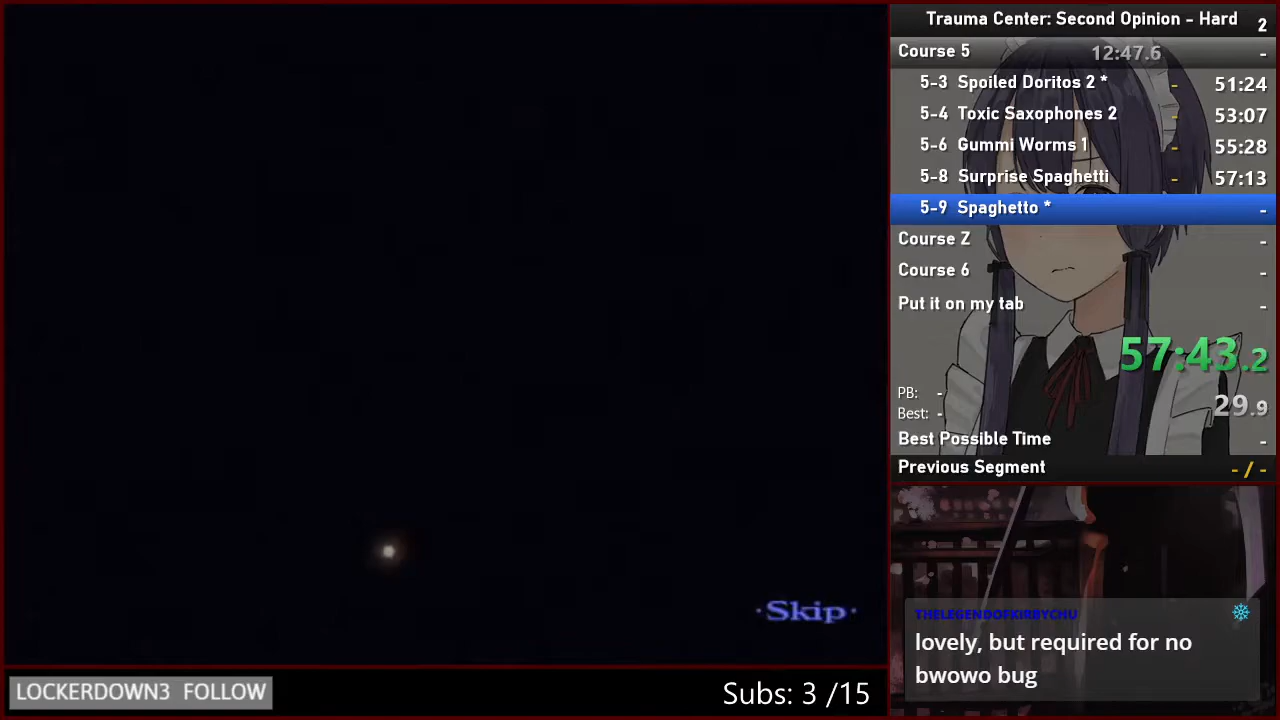 Trauma Center: Second Opinion - Hard 2
Course 5 12:47.6 -
5-3 Spoiled Doritos 2 * - 51:24
5-4 Toxic Saxophones 2 - 53:07
5-6 Gummi Worms 1 - 55:28
5-8 Surprise Spaghetti - 57:13
5-9 Spaghetto * -
Course Z -
Course 6 -
Put it on my tab -
57:43.2
PB: -
Best: -
29.9
Best Possible Time -
Previous Segment - / -
·Skip·
THELEGENDOFKIRBYCHU
lovely, but required for no
bwowo bug
LOCKERDOWN3 FOLLOW
Subs: 3 /15